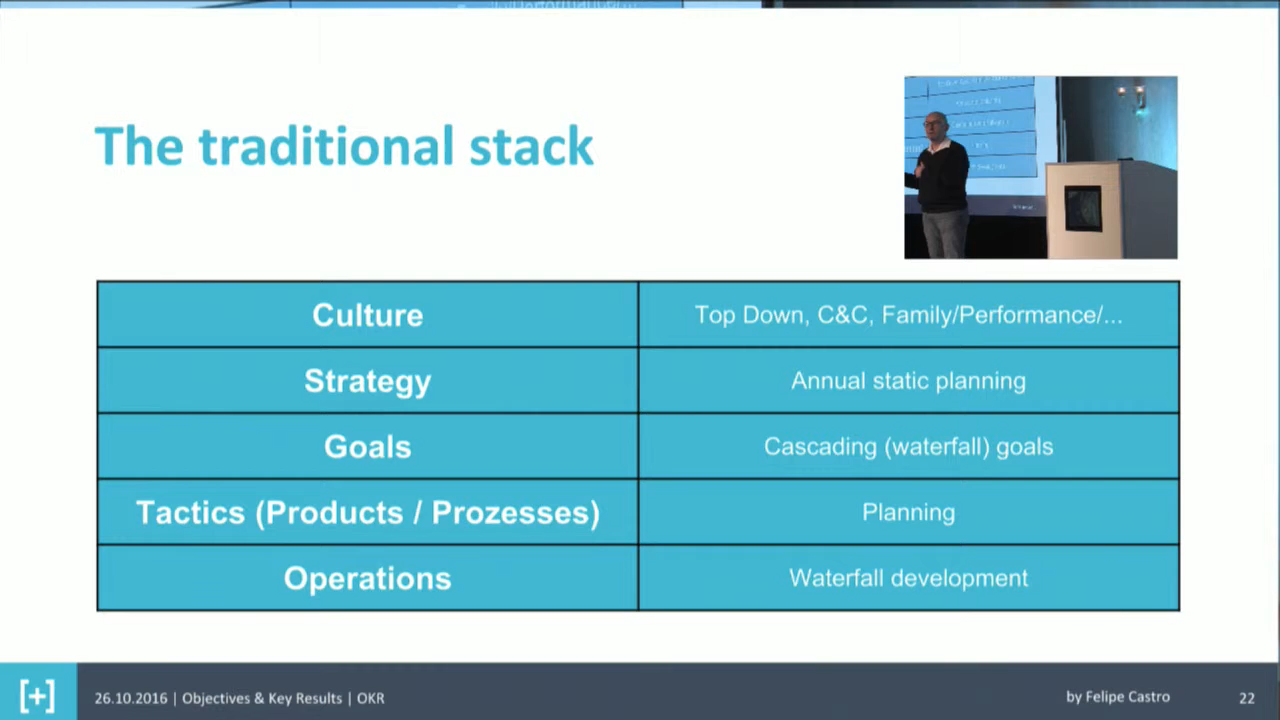 The traditional stack
Culture
Top Down, C&C, Family/Performance/...
Strategy
Annual static planning
Goals
Cascading (waterfall) goals
Tactics (Products / Prozesses)
Planning
Operations
Waterfall development
[+]
26.10.2016 | Objectives & Key Results | OKR
by Felipe Castro
22